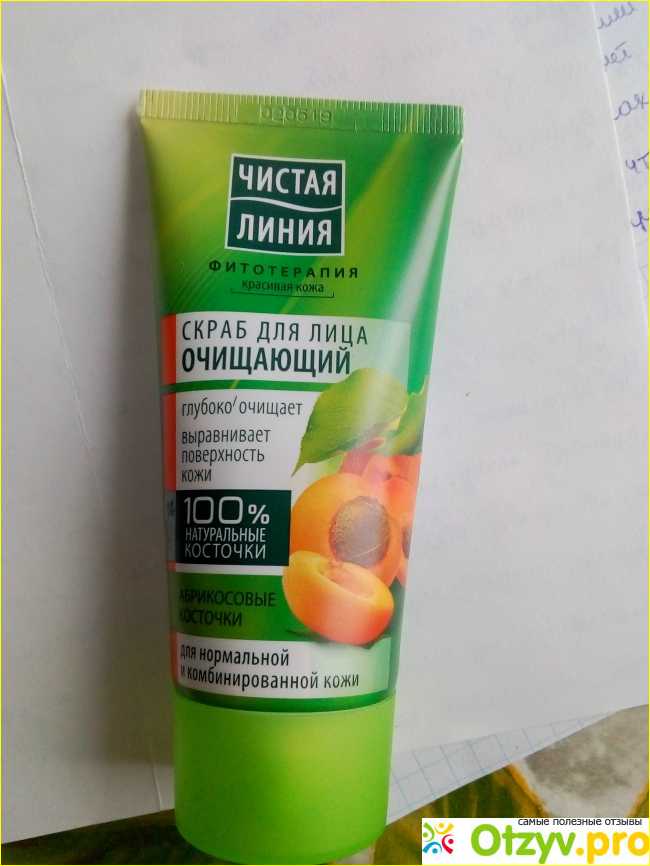 020519
ЧИСТАЯ
ЛИНИЯ
ФИТОТЕРАПИЯ
красивая кожа
СКРАБ ДЛЯ ЛИЦА
ОЧИЩАЮЩИЙ
глубоко' очищает
выравнивает
поверхность
кожи
100%
НАТУРАЛЬНЫЕ
КОСТОЧКИ
АБРИКОСОВЫЕ
КОСТОЧКИ
для нормальной
и комбинированной кожи
самые полезные отзывы
Otzyv.pro